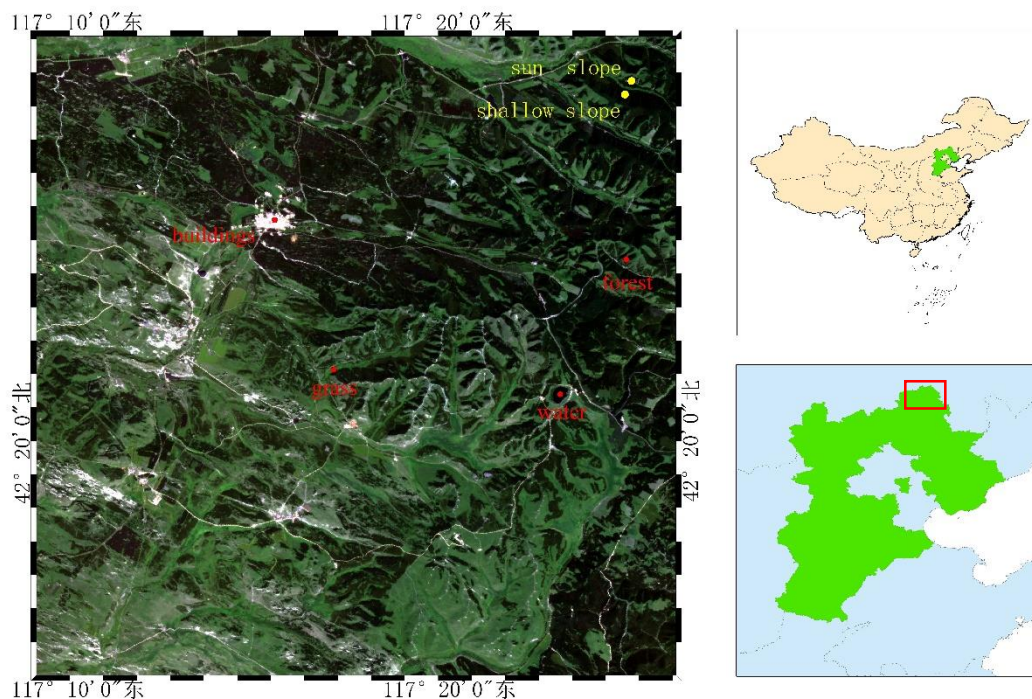 117° 10′0″东
117° 20′0″东
sun slope
shallow slope
buildings
forest
grass
water
42° 20′0″北
42° 20′0″北
117° 10′0″东
117° 20′0″东